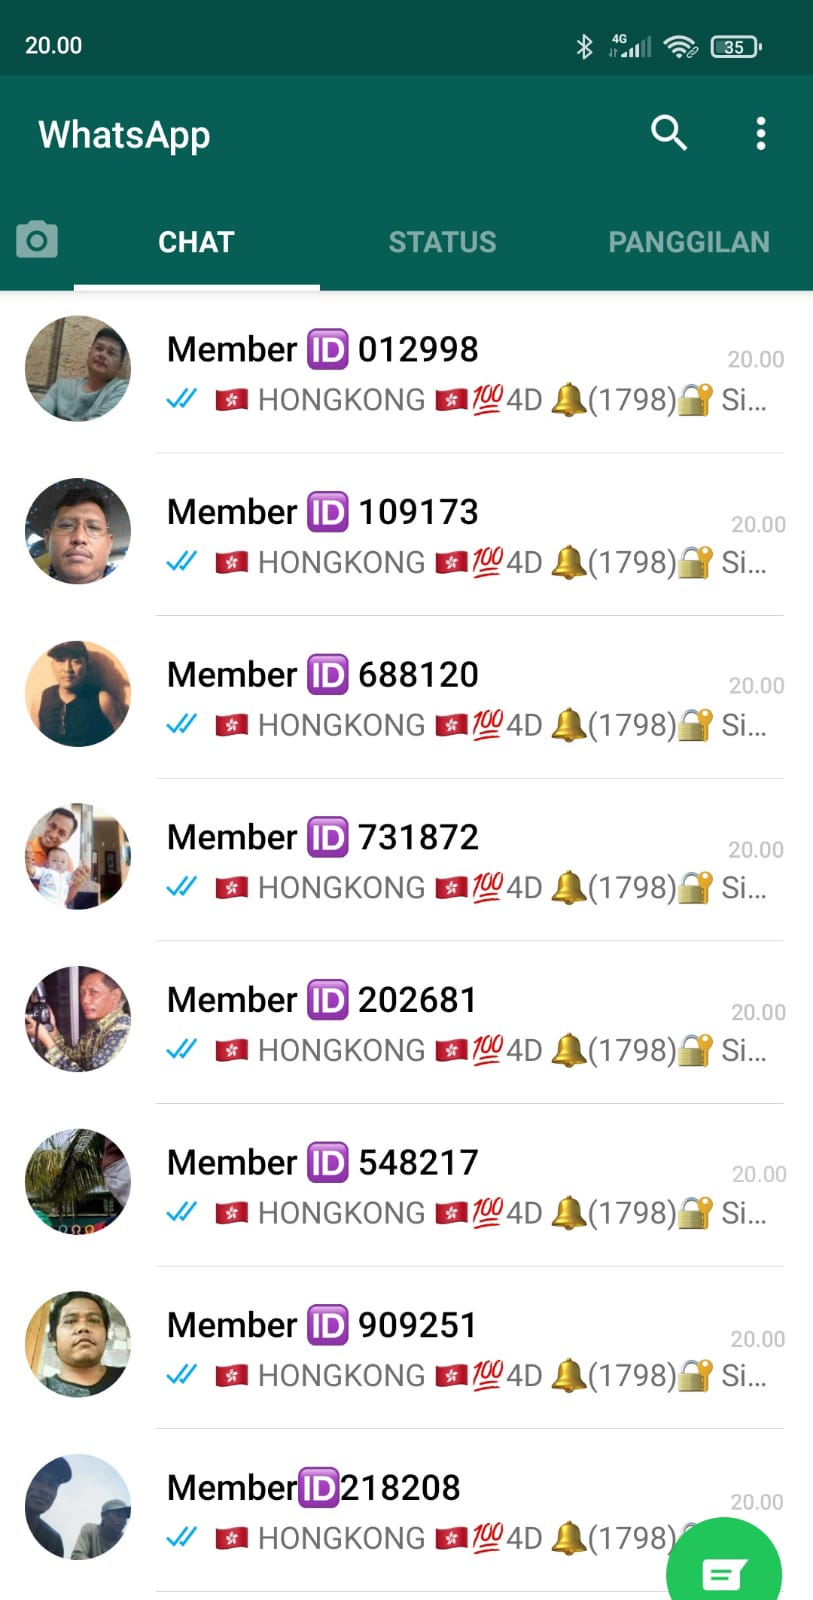 20.00 4G 35
WhatsApp
CHAT STATUS PANGGILAN
Member 🆔 012998
20.00
🇭🇰 HONGKONG 🇭🇰💯4D 🔔(1798)🔐 Si...
Member 🆔 109173
20.00
🇭🇰 HONGKONG 🇭🇰💯4D 🔔(1798)🔐 Si...
Member 🆔 688120
20.00
🇭🇰 HONGKONG 🇭🇰💯4D 🔔(1798)🔐 Si...
Member 🆔 731872
20.00
🇭🇰 HONGKONG 🇭🇰💯4D 🔔(1798)🔐 Si...
Member 🆔 202681
20.00
🇭🇰 HONGKONG 🇭🇰💯4D 🔔(1798)🔐 Si...
Member 🆔 548217
20.00
🇭🇰 HONGKONG 🇭🇰💯4D 🔔(1798)🔐 Si...
Member 🆔 909251
20.00
🇭🇰 HONGKONG 🇭🇰💯4D 🔔(1798)🔐 Si...
Member🆔218208
20.00
🇭🇰 HONGKONG 🇭🇰💯4D 🔔(1798)